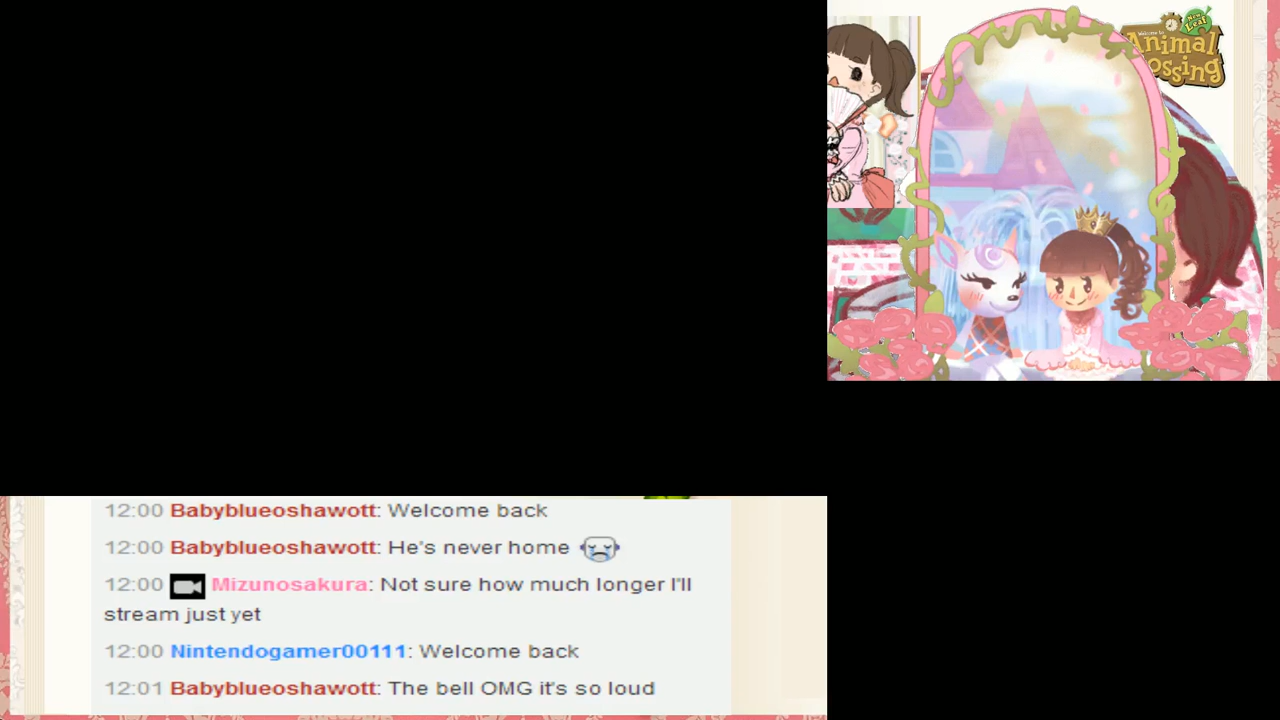 New
Leaf
Welcome to
Animal
ossing
12:00 Babyblueoshawott: Welcome back
12:00 Babyblueoshawott: He's never home
12:00 Mizunosakura: Not sure how much longer I'll
stream just yet
12:00 Nintendogamer00111: Welcome back
12:01 Babyblueoshawott: The bell OMG it's so loud